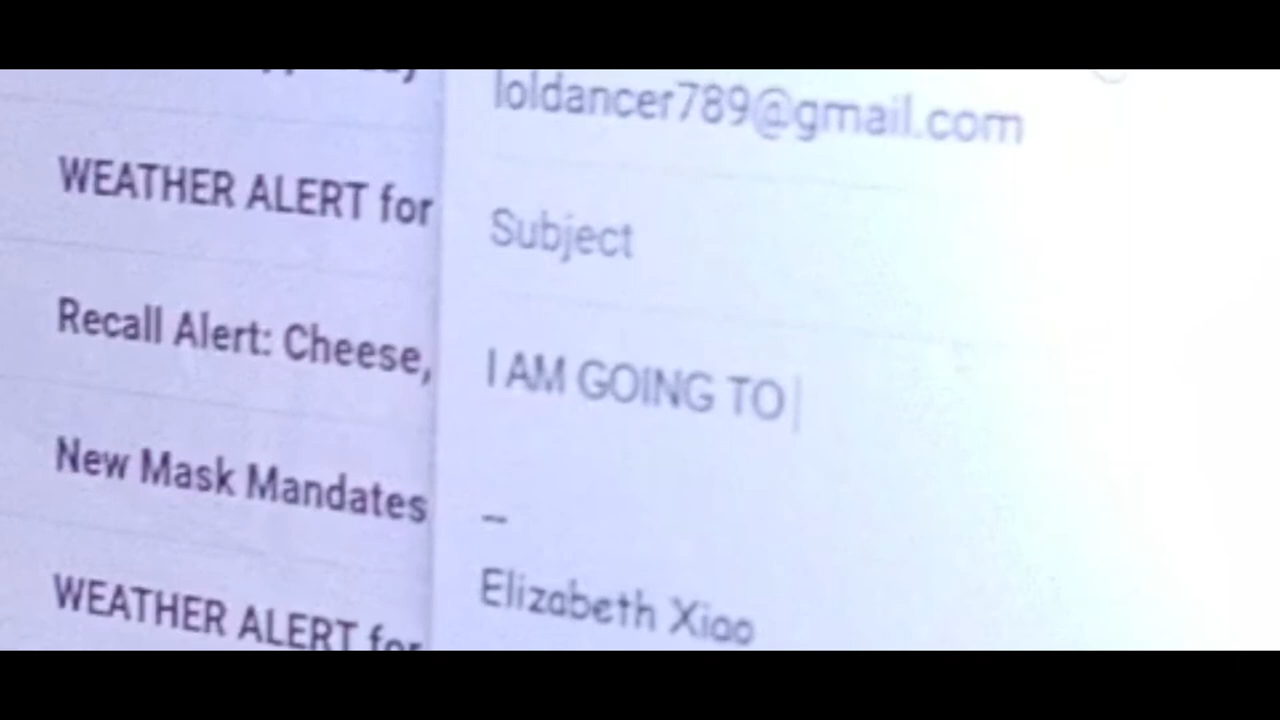 loldancer789@gmail.com
Subject
I AM GOING TO
--
Elizabeth Xiao
WEATHER ALERT for
Recall Alert: Cheese,
New Mask Mandates
WEATHER ALERT for